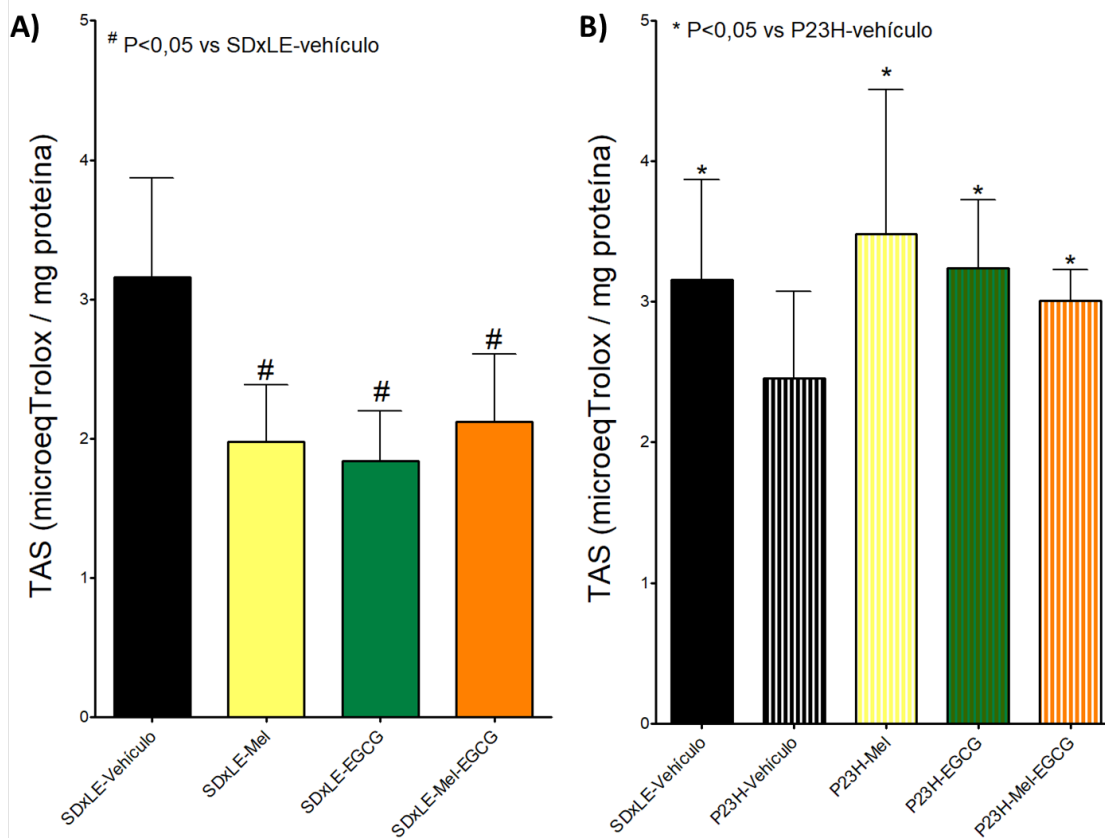 A)
# P<0,05 vs SDxLE-vehículo
TAS (microeqTrolox / mg proteína)
5
4
3
2
1
0
#
#
#
SDxLE-Vehículo
SDxLE-Mel
SDxLE-EGCG
SDxLE-Mel-EGCG
B)
* P<0,05 vs P23H-vehículo
TAS (microeqTrolox / mg proteína)
5
4
3
2
1
0
*
*
*
*
SDxLE-Vehículo
P23H-Vehículo
P23H-Mel
P23H-EGCG
P23H-Mel-EGCG